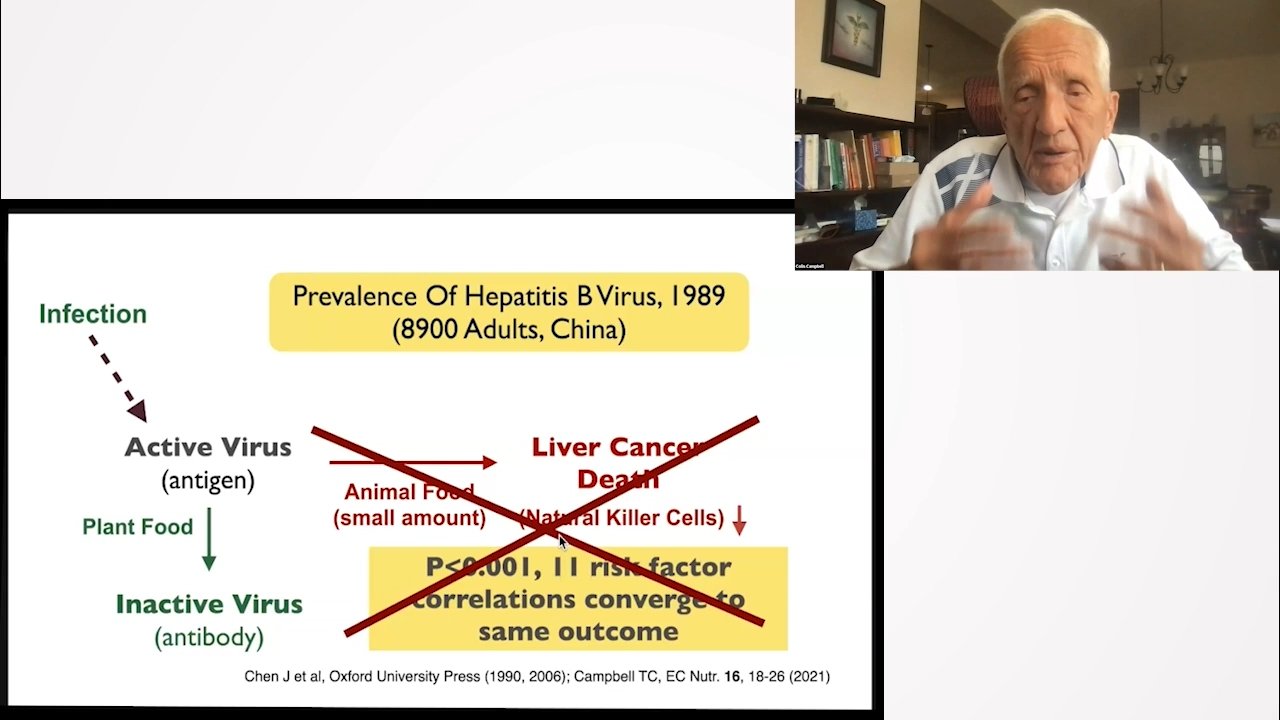 Colin Campbell
Prevalence Of Hepatitis B Virus, 1989
(8900 Adults, China)
Infection
Active Virus
(antigen)
Liver Cancer
Death
Animal Food
(small amount)
(Natural Killer Cells)
Plant Food
Inactive Virus
(antibody)
P<0.001, 11 risk factor
correlations converge to
same outcome
Chen J et al, Oxford University Press (1990, 2006); Campbell TC, EC Nutr. 16, 18-26 (2021)